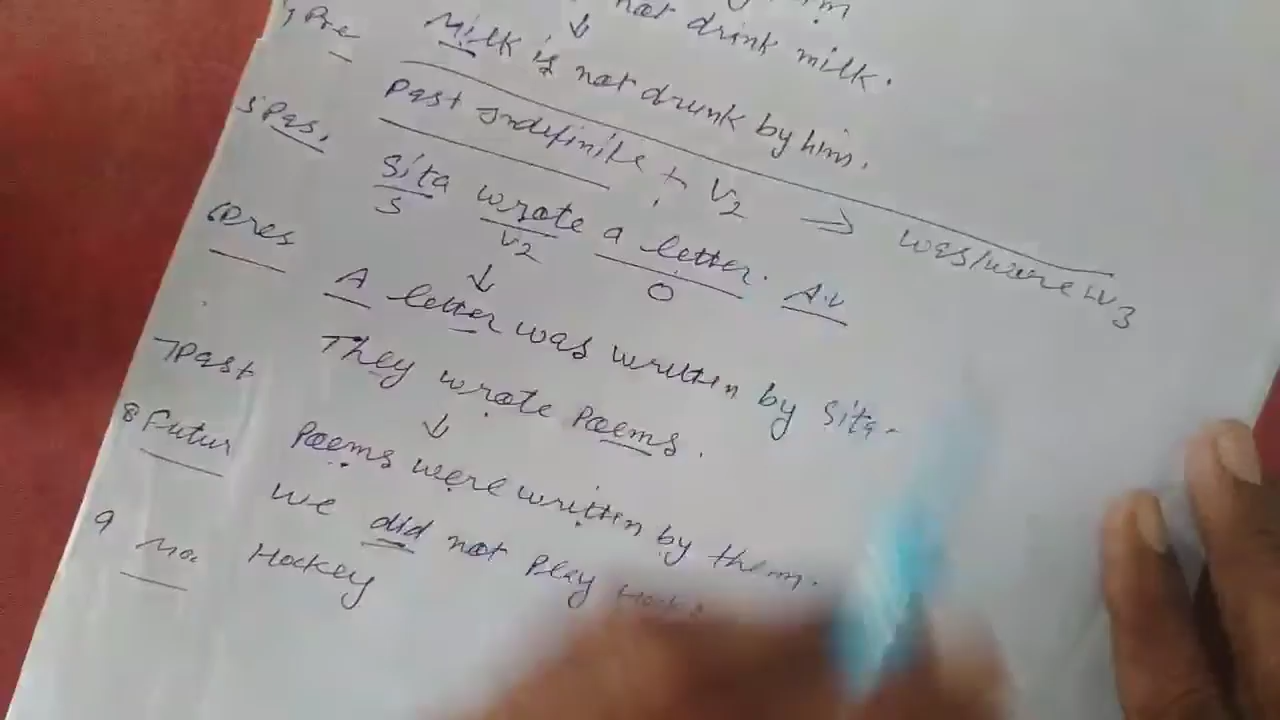 not drink milk.
↓
1, Pre
Milk is not drunk by him.
Past Indefinite + V2 ⇒ was/were + V3
5 Pas.
Sita wrote a letter. A.V
S V2 O
6 Pres
↓
A letter was written by Sita.
7 Past
They wrote Poems.
↓
8 Futur
Poems were written by them.
We did not Play
9
Hockey